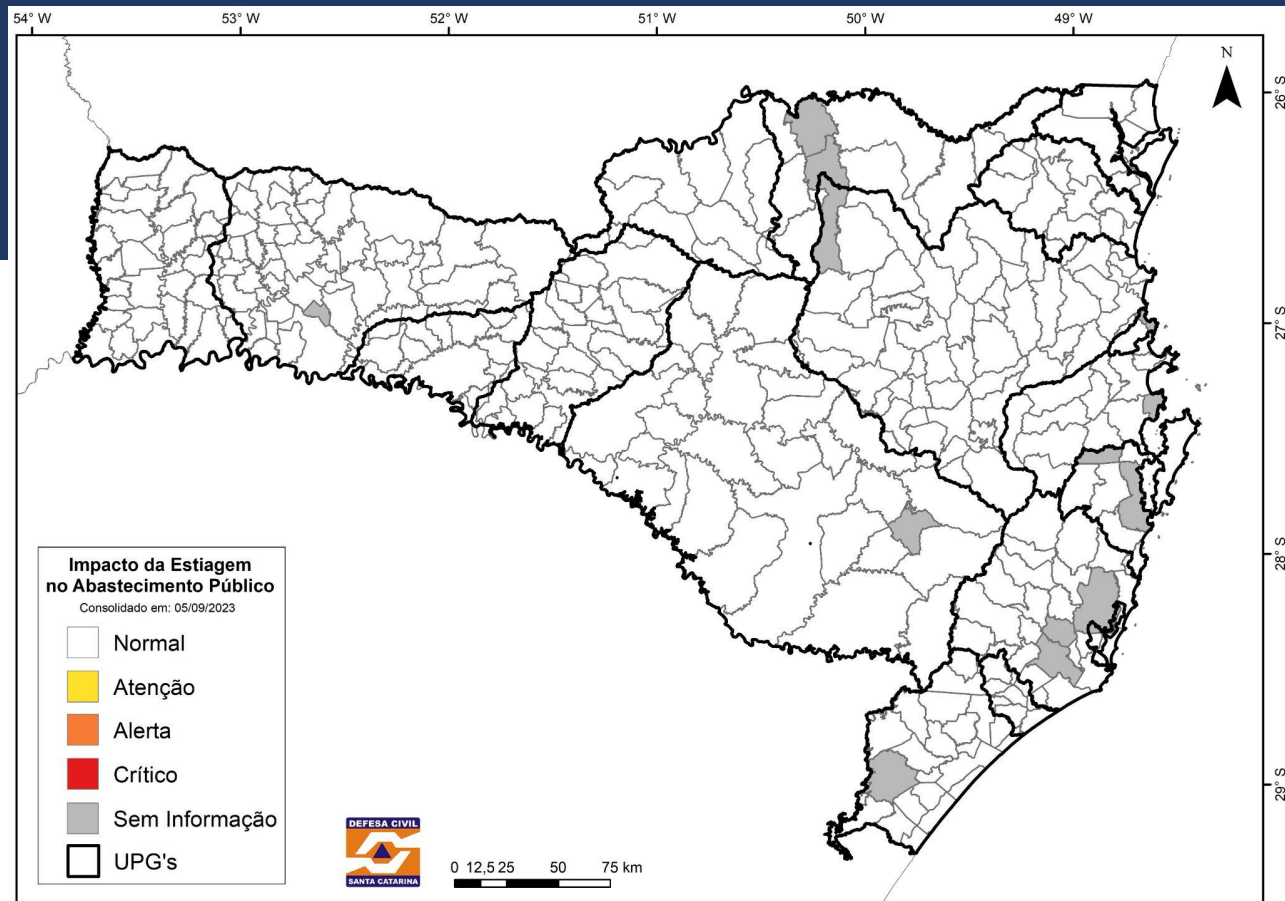 54° W 53° W 52° W 51° W 50° W 49° W
N
26° S
27° S
28° S
29° S
Impacto da Estiagem
no Abastecimento Público
Consolidado em: 05/09/2023
Normal
Atenção
Alerta
Crítico
Sem Informação
UPG's
DEFESA CIVIL
SANTA CATARINA
0 12,5 25 50 75 km